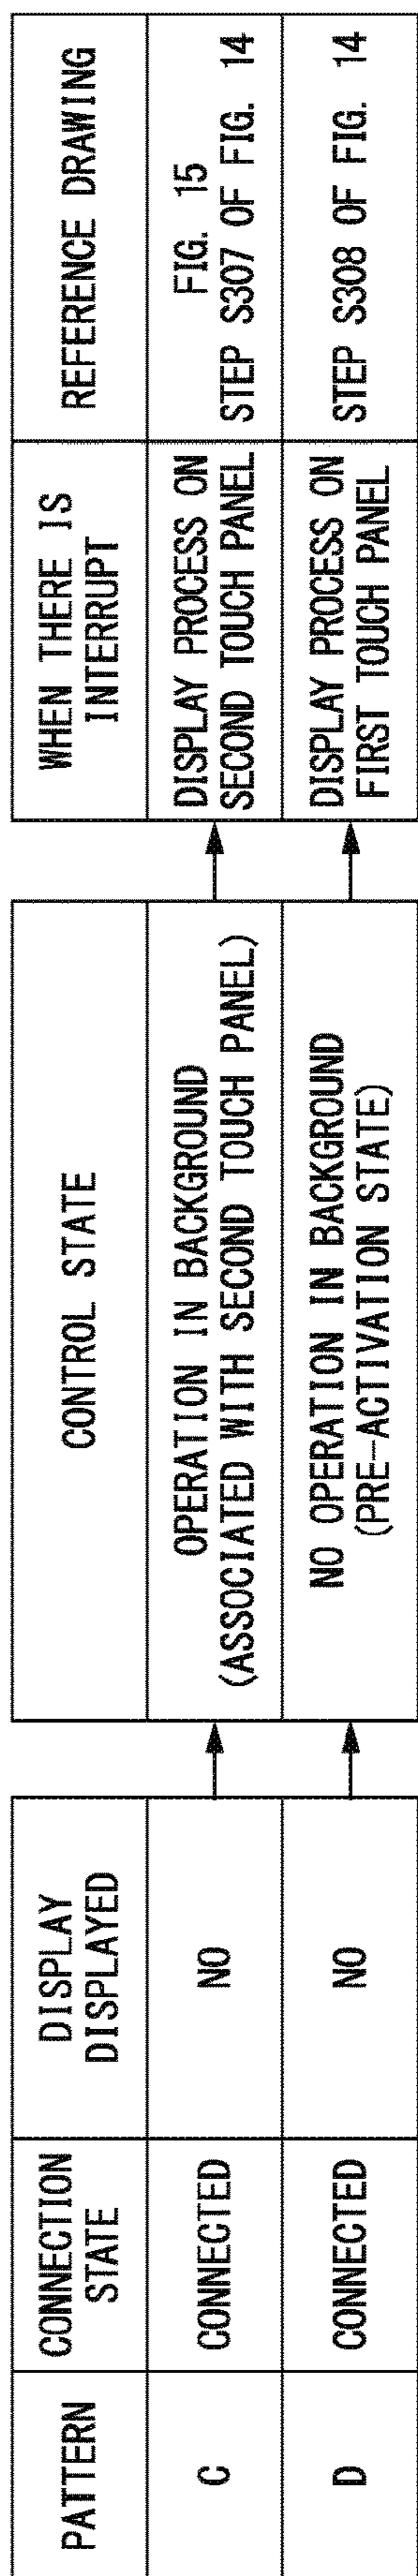 PATTERN
CONNECTION
STATE
DISPLAY
DISPLAYED
CONTROL STATE
WHEN THERE IS
INTERRUPT
REFERENCE DRAWING
C
CONNECTED
NO
OPERATION IN BACKGROUND
(ASSOCIATED WITH SECOND TOUCH PANEL)
DISPLAY PROCESS ON
SECOND TOUCH PANEL
FIG. 15
STEP S307 OF FIG. 14
D
CONNECTED
NO
NO OPERATION IN BACKGROUND
(PRE-ACTIVATION STATE)
DISPLAY PROCESS ON
FIRST TOUCH PANEL
STEP S308 OF FIG. 14